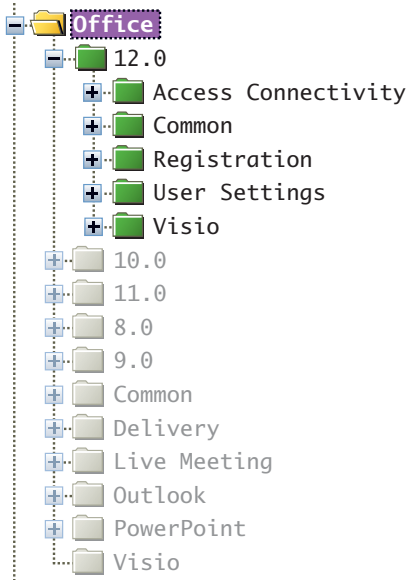 Office
12.0
Access Connectivity
Common
Registration
User Settings
Visio
10.0
11.0
8.0
9.0
Common
Delivery
Live Meeting
Outlook
PowerPoint
Visio